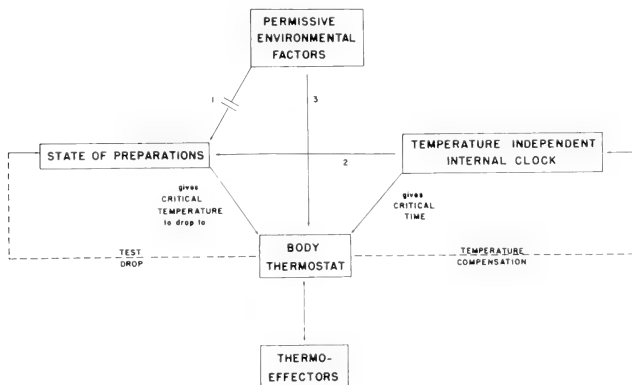 PERMISSIVE
ENVIRONMENTAL
FACTORS
1
3
STATE OF PREPARATIONS
2
TEMPERATURE INDEPENDENT
INTERNAL CLOCK
gives
CRITICAL
TEMPERATURE
to drop to
gives
CRITICAL
TIME
BODY
THERMOSTAT
TEST
DROP
TEMPERATURE
COMPENSATION
THERMO-
EFFECTORS